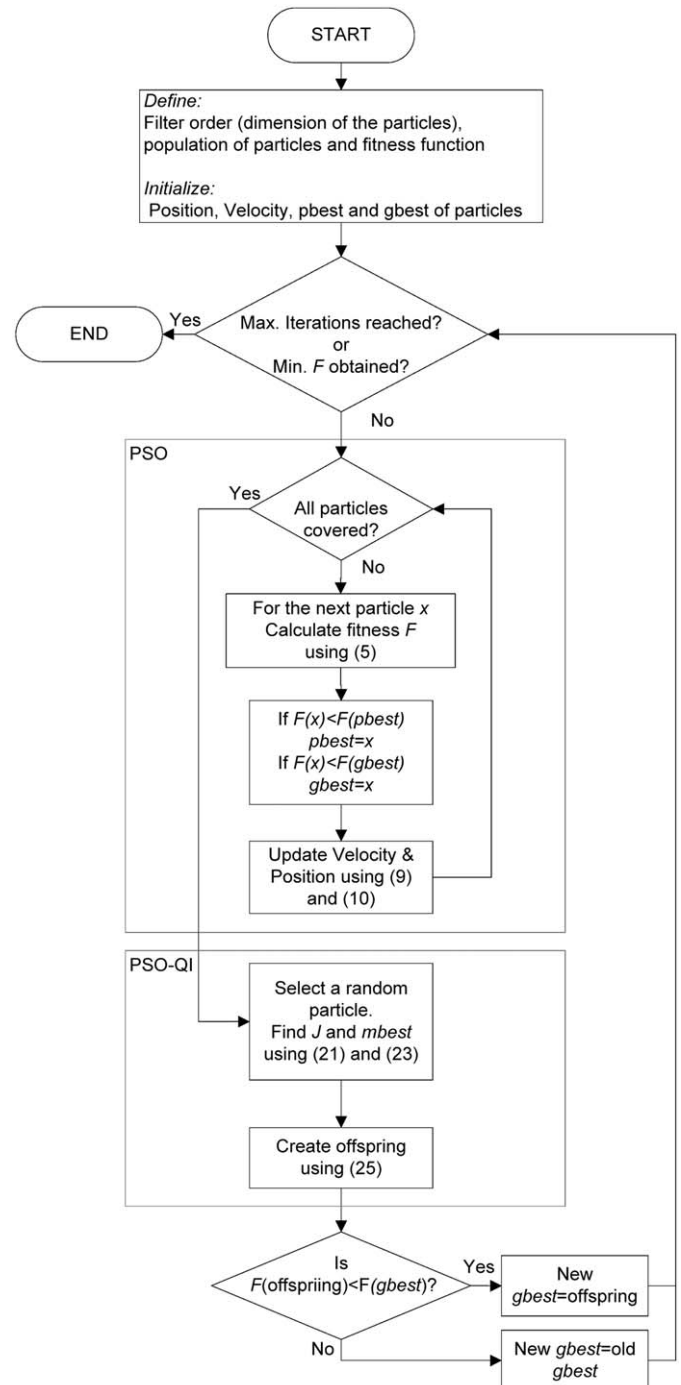 START
Define:
Filter order (dimension of the particles),
population of particles and fitness function
Initialize:
Position, Velocity, pbest and gbest of particles
Max. Iterations reached?
or
Min. F obtained?
Yes
END
No
PSO
All particles
covered?
Yes
No
For the next particle x
Calculate fitness F
using (5)
If F(x)<F(pbest)
pbest=x
If F(x)<F(gbest)
gbest=x
Update Velocity &
Position using (9)
and (10)
PSO-QI
Select a random
particle.
Find J and mbest
using (21) and (23)
Create offspring
using (25)
Is
F(offspriing)<F(gbest)?
Yes
New
gbest=offspring
No
New gbest=old
gbest